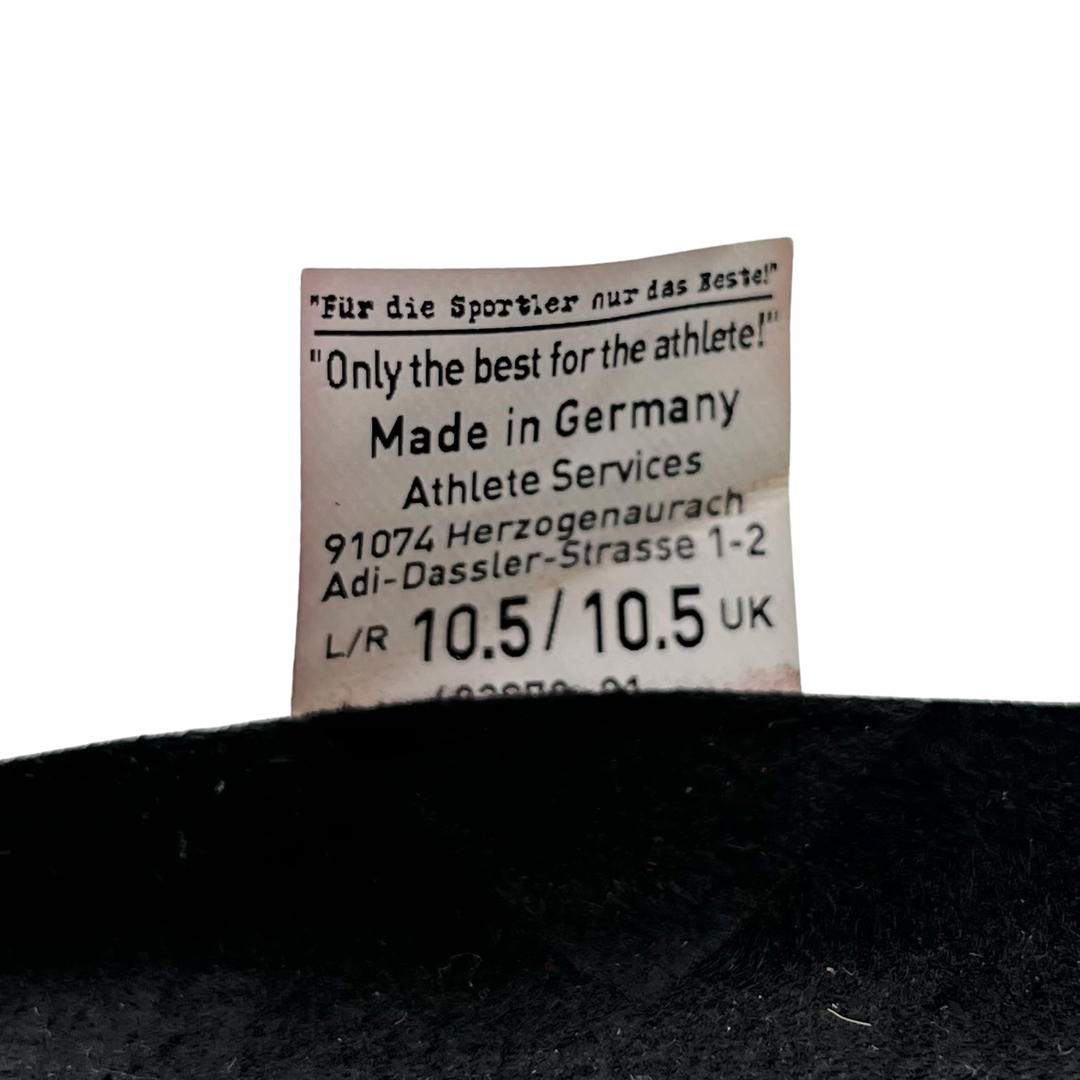 "Für die Sportler nur das Beste!"
"Only the best for the athlete!"
Made in Germany
Athlete Services
91074 Herzogenaurach
Adi-Dassler-Strasse 1-2
L/R 10.5/10.5 UK